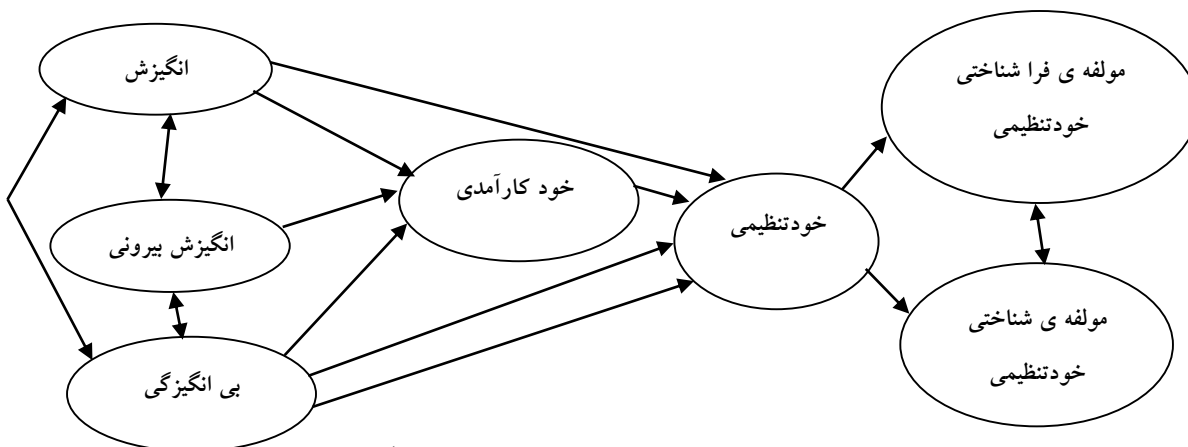 انگیزش
مولفه ی فرا شناختی
خودتنظیمی
خود کارآمدی
خودتنظیمی
انگیزش بیرونی
مولفه ی شناختی
خودتنظیمی
بی انگیزگی